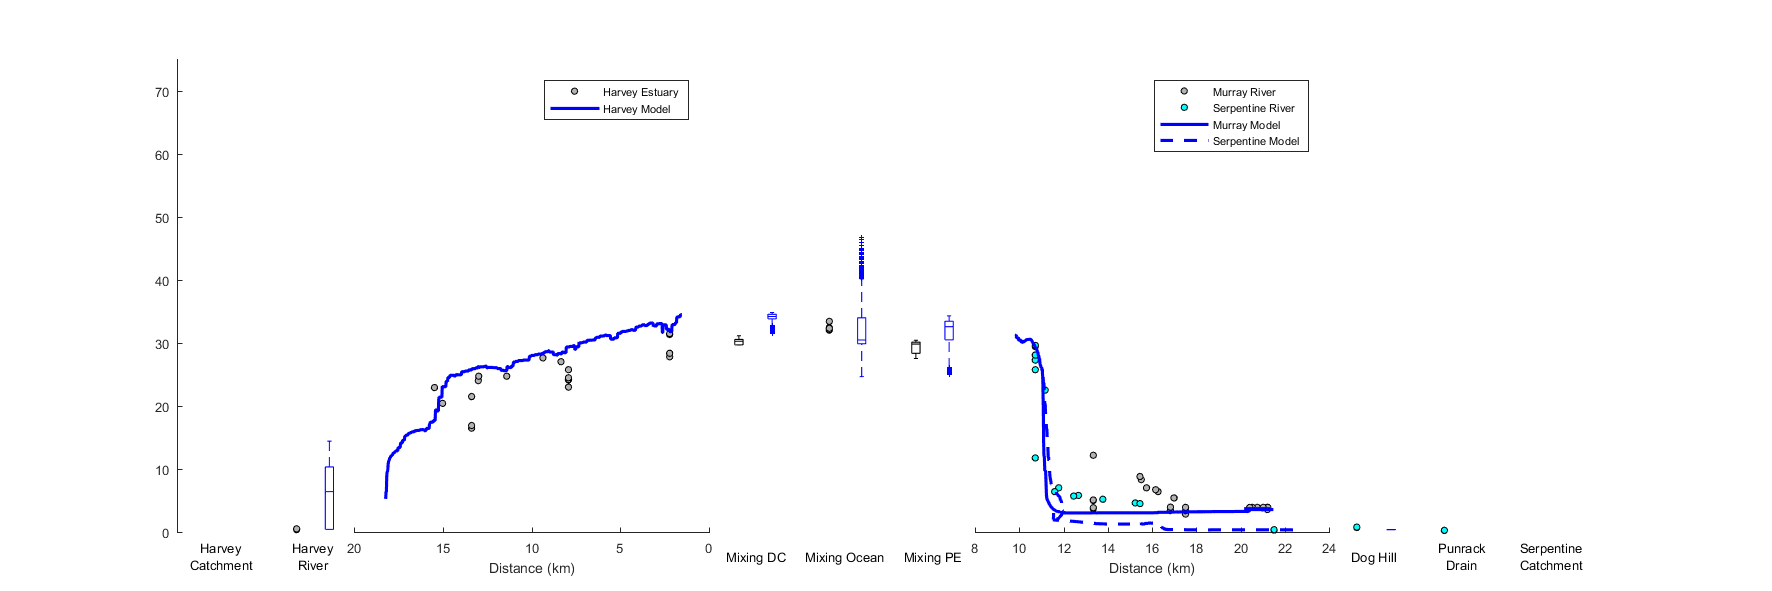 70
60
50
40
30
20
10
0
Harvey Estuary
Harvey Model
Murray River
Serpentine River
Murray Model
Serpentine Model
Harvey
Catchment
Harvey
River
20 15 10 5 0
Distance (km)
Mixing DC
Mixing Ocean
Mixing PE
8 10 12 14 16 18 20 22 24
Distance (km)
Dog Hill
Punrack
Drain
Serpentine
Catchment